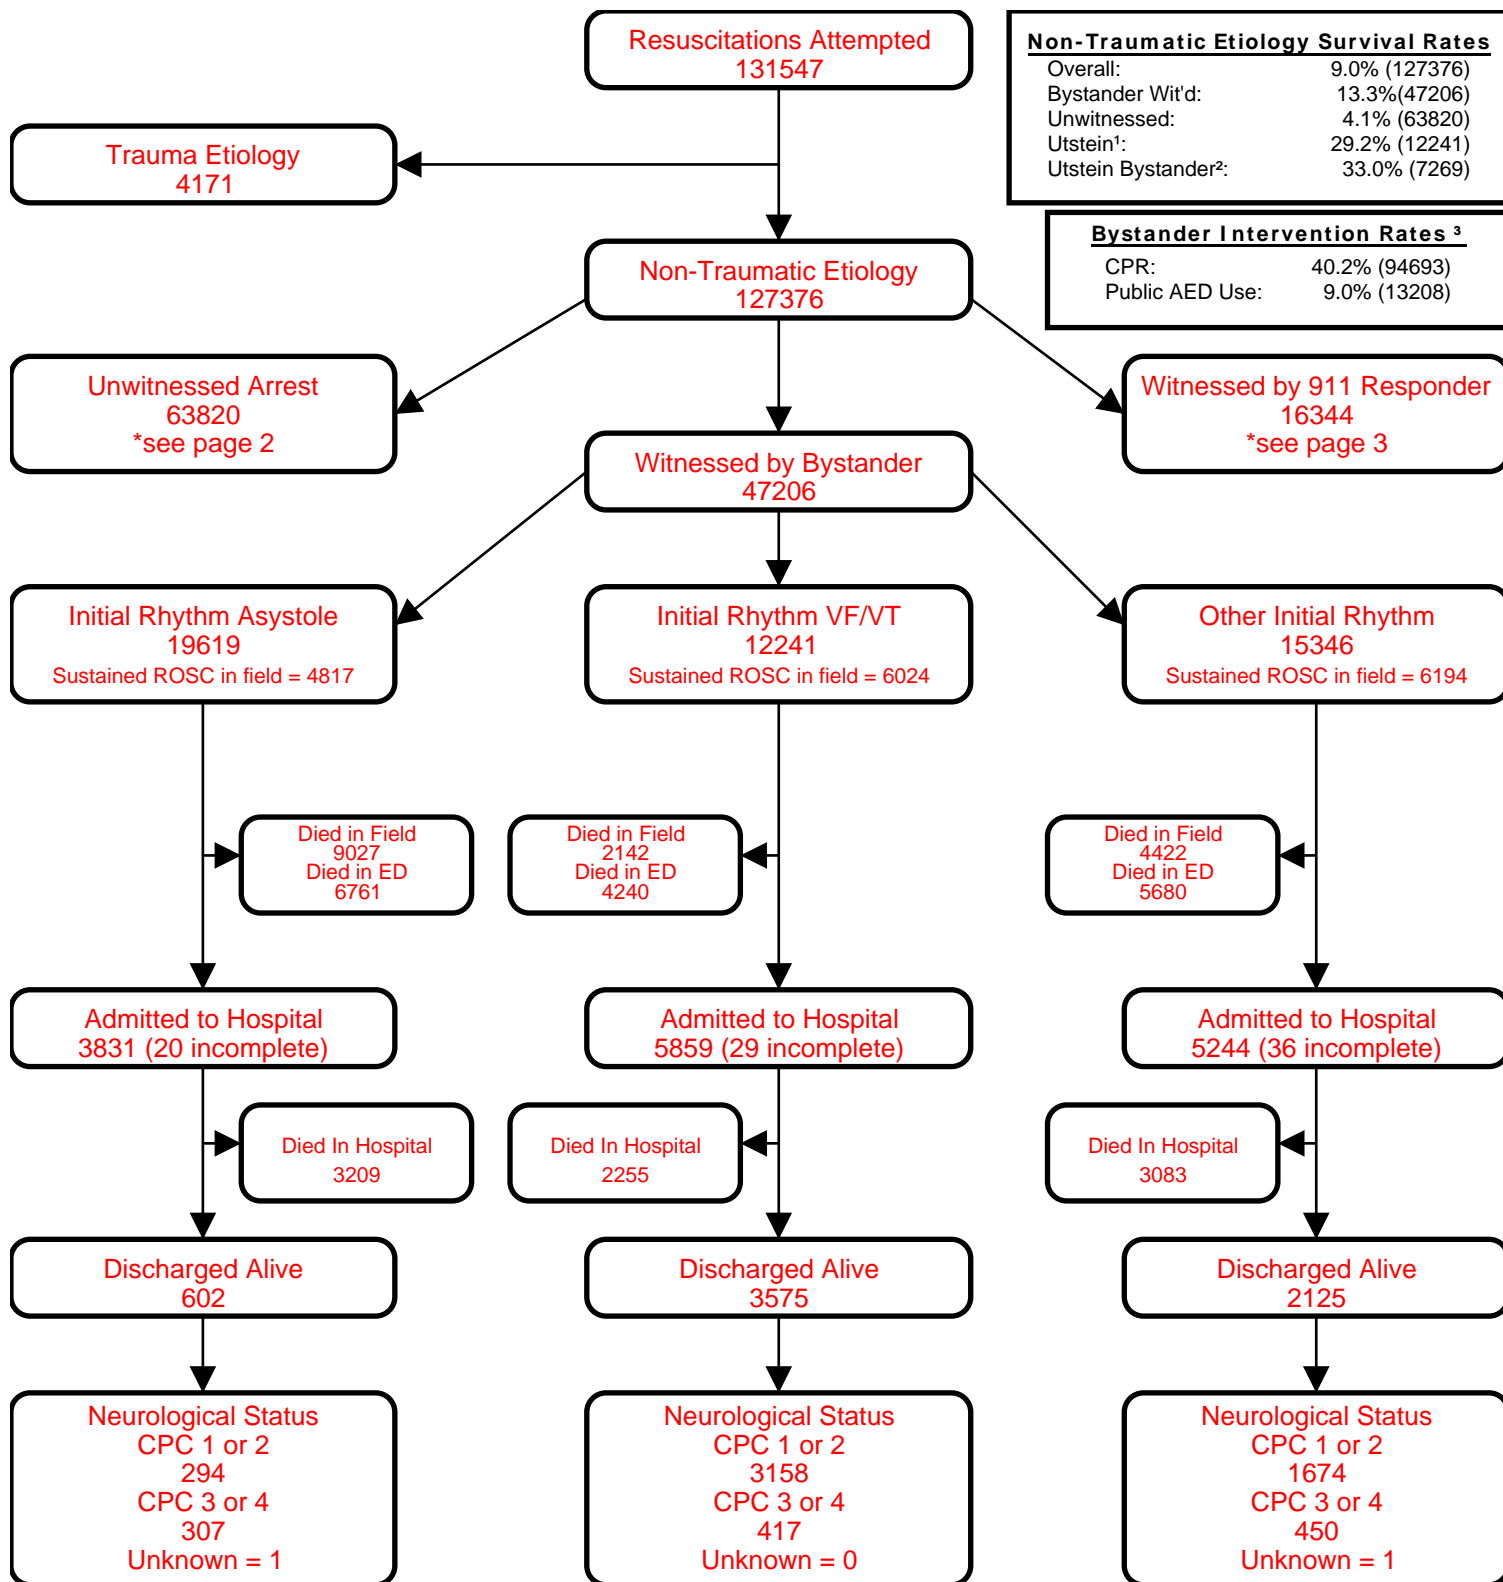 Resuscitations Attempted
131547
Non-Traumatic Etiology Survival Rates
Overall: 9.0% (127376)
Bystander Wit'd: 13.3%(47206)
Unwitnessed: 4.1% (63820)
Utstein¹: 29.2% (12241)
Utstein Bystander²: 33.0% (7269)
Trauma Etiology
4171
Bystander Intervention Rates ³
CPR: 40.2% (94693)
Public AED Use: 9.0% (13208)
Non-Traumatic Etiology
127376
Unwitnessed Arrest
63820
*see page 2
Witnessed by 911 Responder
16344
*see page 3
Witnessed by Bystander
47206
Initial Rhythm Asystole
19619
Sustained ROSC in field = 4817
Initial Rhythm VF/VT
12241
Sustained ROSC in field = 6024
Other Initial Rhythm
15346
Sustained ROSC in field = 6194
Died in Field
9027
Died in ED
6761
Died in Field
2142
Died in ED
4240
Died in Field
4422
Died in ED
5680
Admitted to Hospital
3831 (20 incomplete)
Admitted to Hospital
5859 (29 incomplete)
Admitted to Hospital
5244 (36 incomplete)
Died In Hospital
3209
Died In Hospital
2255
Died In Hospital
3083
Discharged Alive
602
Discharged Alive
3575
Discharged Alive
2125
Neurological Status
CPC 1 or 2
294
CPC 3 or 4
307
Unknown = 1
Neurological Status
CPC 1 or 2
3158
CPC 3 or 4
417
Unknown = 0
Neurological Status
CPC 1 or 2
1674
CPC 3 or 4
450
Unknown = 1